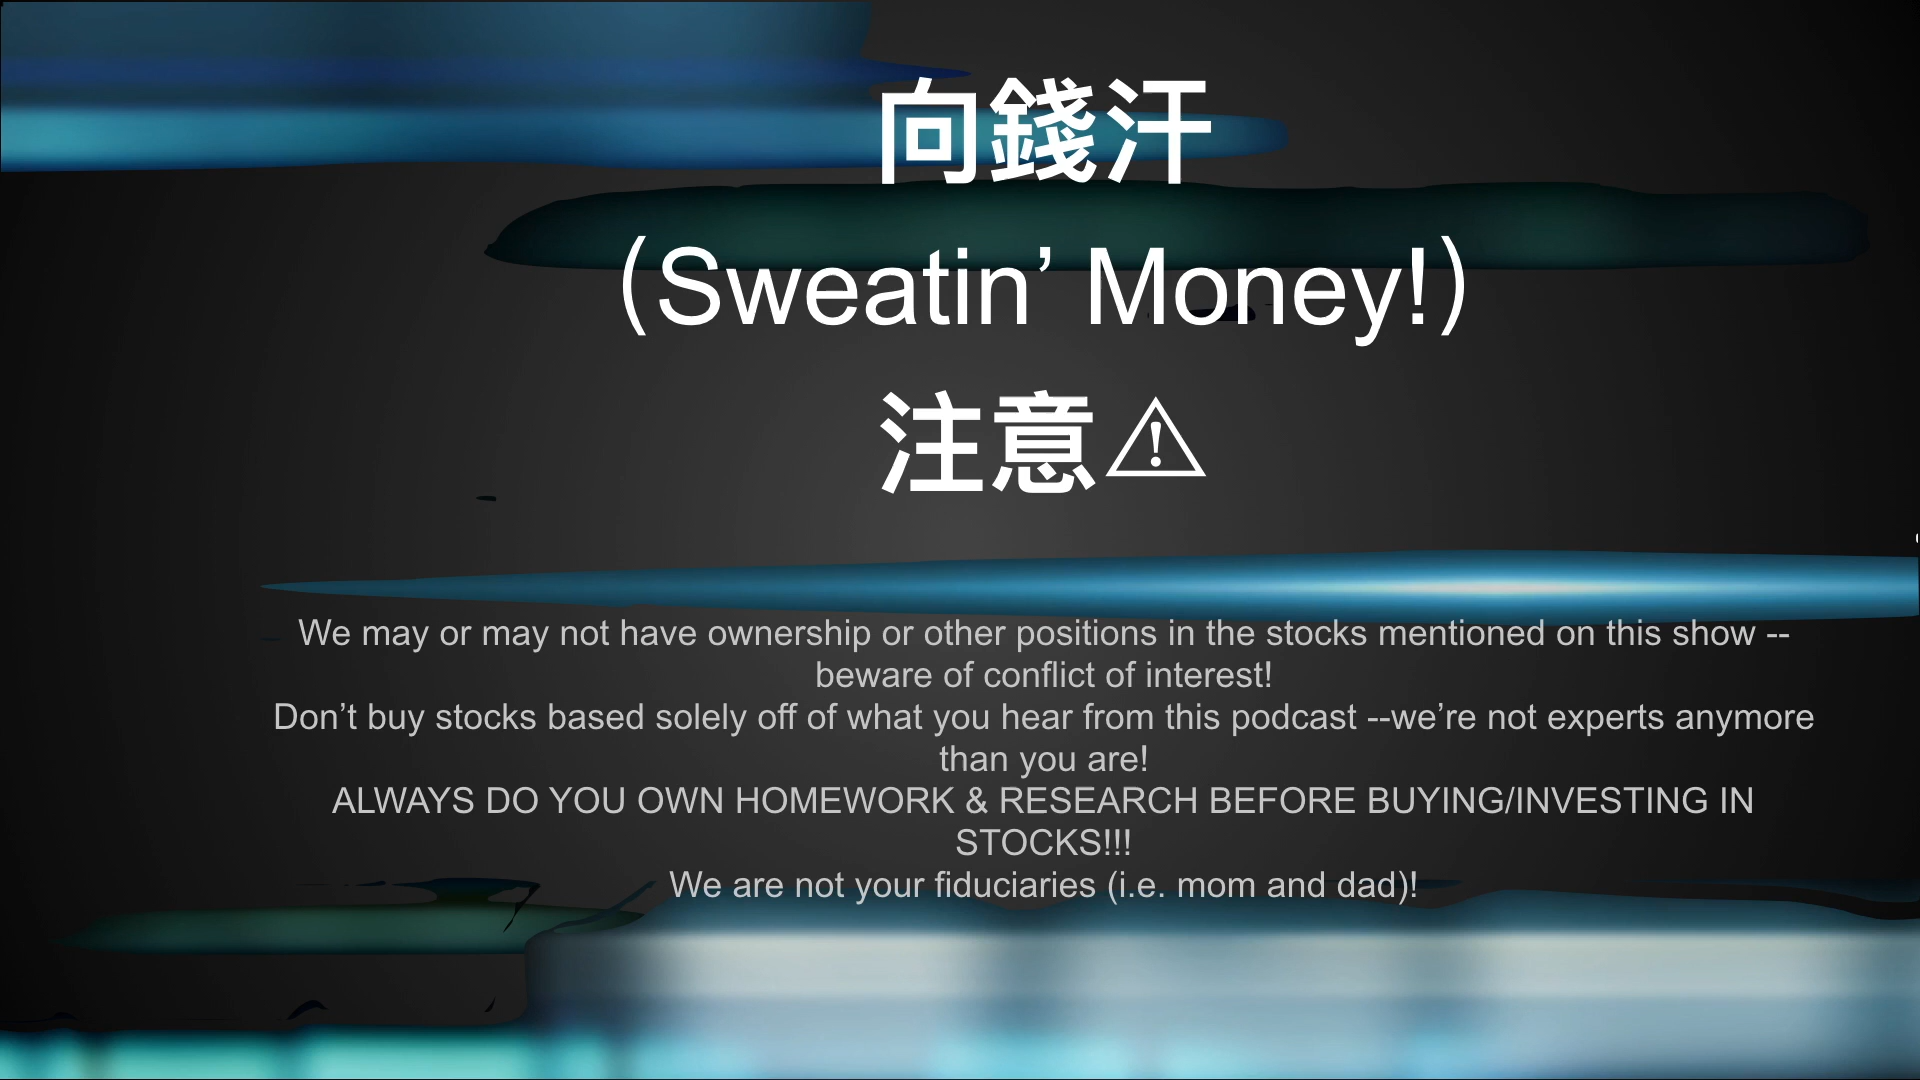 向錢汗
(Sweatin’ Money!)
注意⚠
We may or may not have ownership or other positions in the stocks mentioned on this show --
beware of conflict of interest!
Don’t buy stocks based solely off of what you hear from this podcast --we’re not experts anymore
than you are!
ALWAYS DO YOU OWN HOMEWORK & RESEARCH BEFORE BUYING/INVESTING IN
STOCKS!!!
We are not your fiduciaries (i.e. mom and dad)!